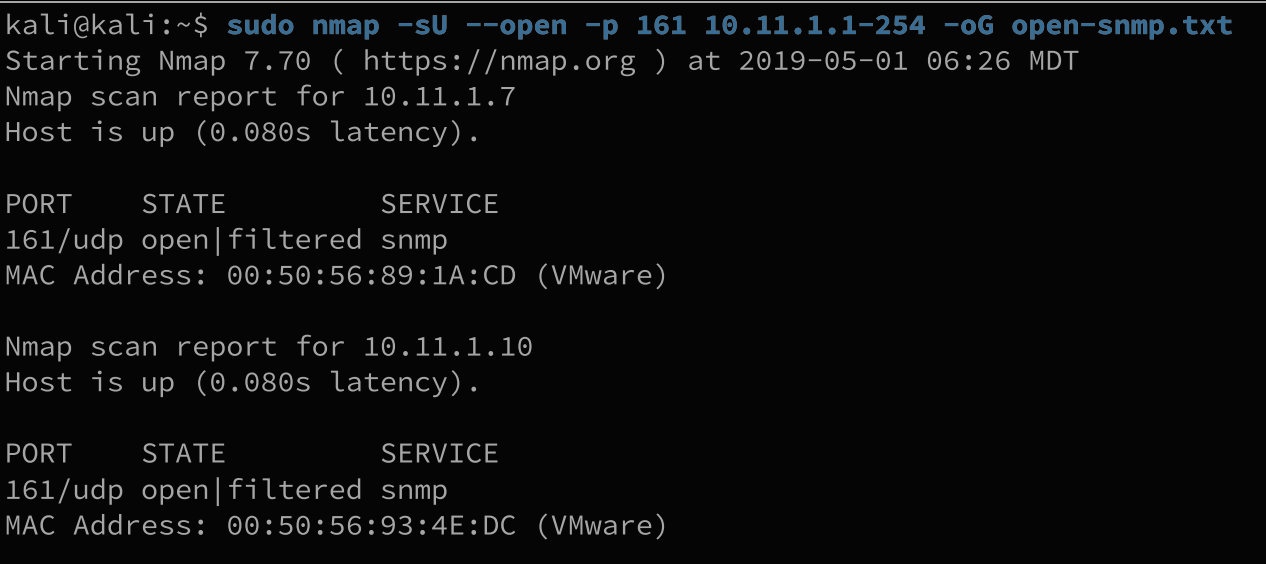 kali@kali:~$ sudo nmap -sU --open -p 161 10.11.1.1-254 -oG open-snmp.txt
Starting Nmap 7.70 ( https://nmap.org ) at 2019-05-01 06:26 MDT
Nmap scan report for 10.11.1.7
Host is up (0.080s latency).
PORT    STATE         SERVICE
161/udp open|filtered snmp
MAC Address: 00:50:56:89:1A:CD (VMware)
Nmap scan report for 10.11.1.10
Host is up (0.080s latency).
PORT    STATE         SERVICE
161/udp open|filtered snmp
MAC Address: 00:50:56:93:4E:DC (VMware)